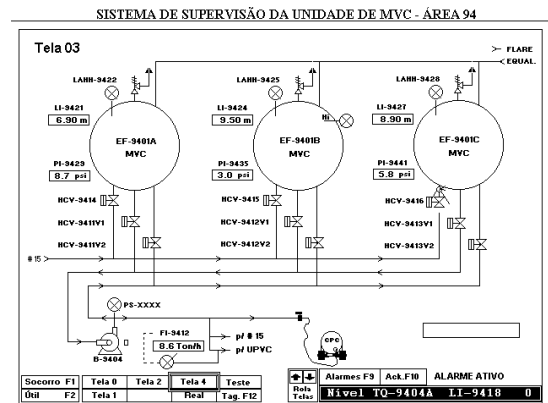 SISTEMA DE SUPERVISÃO DA UNIDADE DE MVC - ÁREA 94
Tela 03
FLARE
EQUAL.
LAHH-9422
LAHH-9425
LAHH-9428
LI-9421
6.90 m
LI-9424
9.50 m
Hi
LI-9427
8.90 m
EF-9401A
MVC
EF-9401B
MVC
EF-9401C
MVC
PI-9429
8.7 psi
PI-9435
3.0 psi
PI-9441
5.8 psi
HCV-9414
HCV-9415
HCV-9416
HCV-9411V1
HCV-9412V1
HCV-9413V1
HCV-9411V2
HCV-9412V2
HCV-9413V2
# 15
PS-XXXX
FI-9412
8.6 Ton/h
p/ # 15
p/ UPVC
CPC
B-9404
Socorro F1
Tela 0
Tela 2
Tela 4
Teste
Útil F2
Tela 1
Real
Tag. F12
Rola
Telas
Alarmes F9
Ack.F10
ALARME ATIVO
Nivel TQ-9404A LI-9418 0